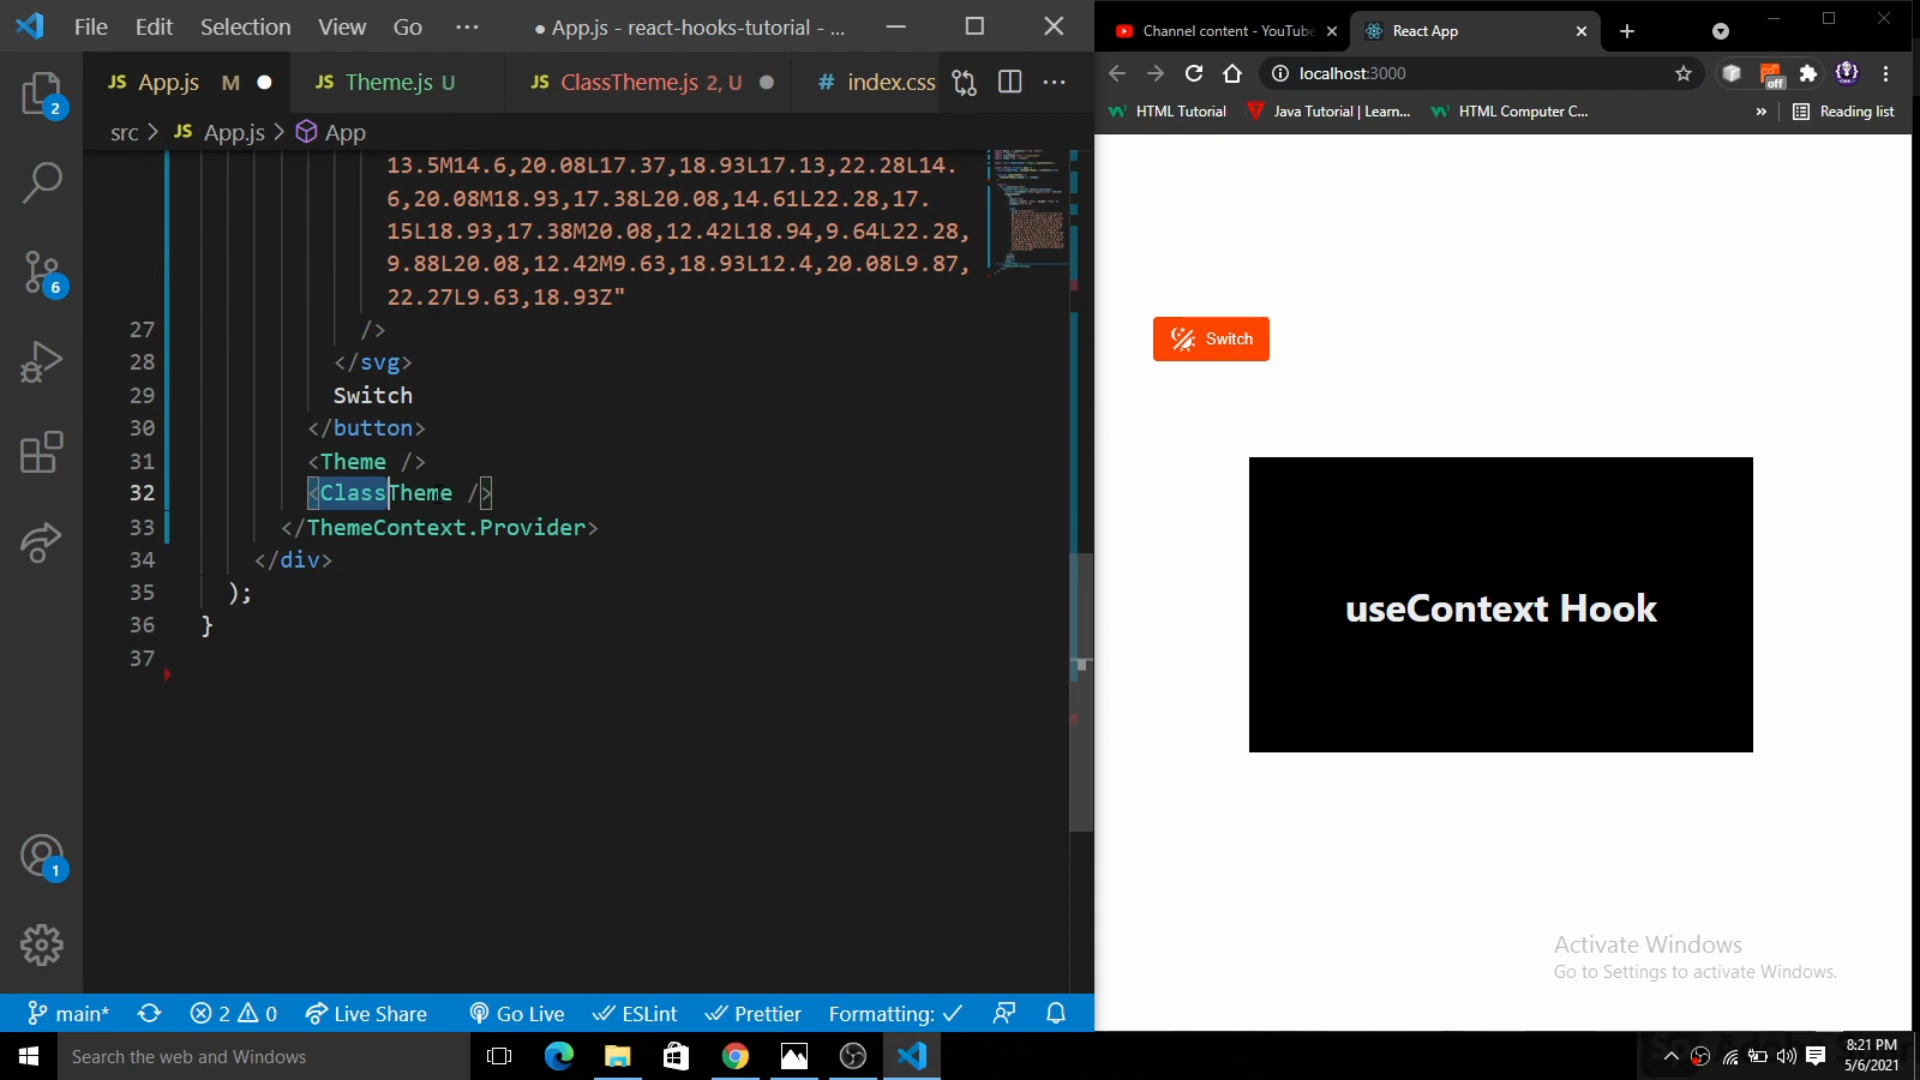 File Edit Selection View Go ··· ● App.js - react-hooks-tutorial - ...
JS App.js M ● JS Theme.js U JS ClassTheme.js 2, U ● # index.css ···
src > JS App.js > App
13.5M14.6,20.08L17.37,18.93L17.13,22.28L14.
6,20.08M18.93,17.38L20.08,14.61L22.28,17.
15L18.93,17.38M20.08,12.42L18.94,9.64L22.28,
9.88L20.08,12.42M9.63,18.93L12.4,20.08L9.87,
22.27L9.63,18.93Z"
27 />
28 </svg>
29 Switch
30 </button>
31 <Theme />
32 <ClassTheme />
33 </ThemeContext.Provider>
34 </div>
35 );
36 }
37
2
6
1
main* 2 0 Live Share Go Live ESLint Prettier Formatting: ✓
Channel content - YouTube React App
localhost:3000
off
HTML Tutorial Java Tutorial | Learn... HTML Computer C... » Reading list
Switch
useContext Hook
Activate Windows
Go to Settings to activate Windows.
Search the web and Windows
8:21 PM
5/6/2021